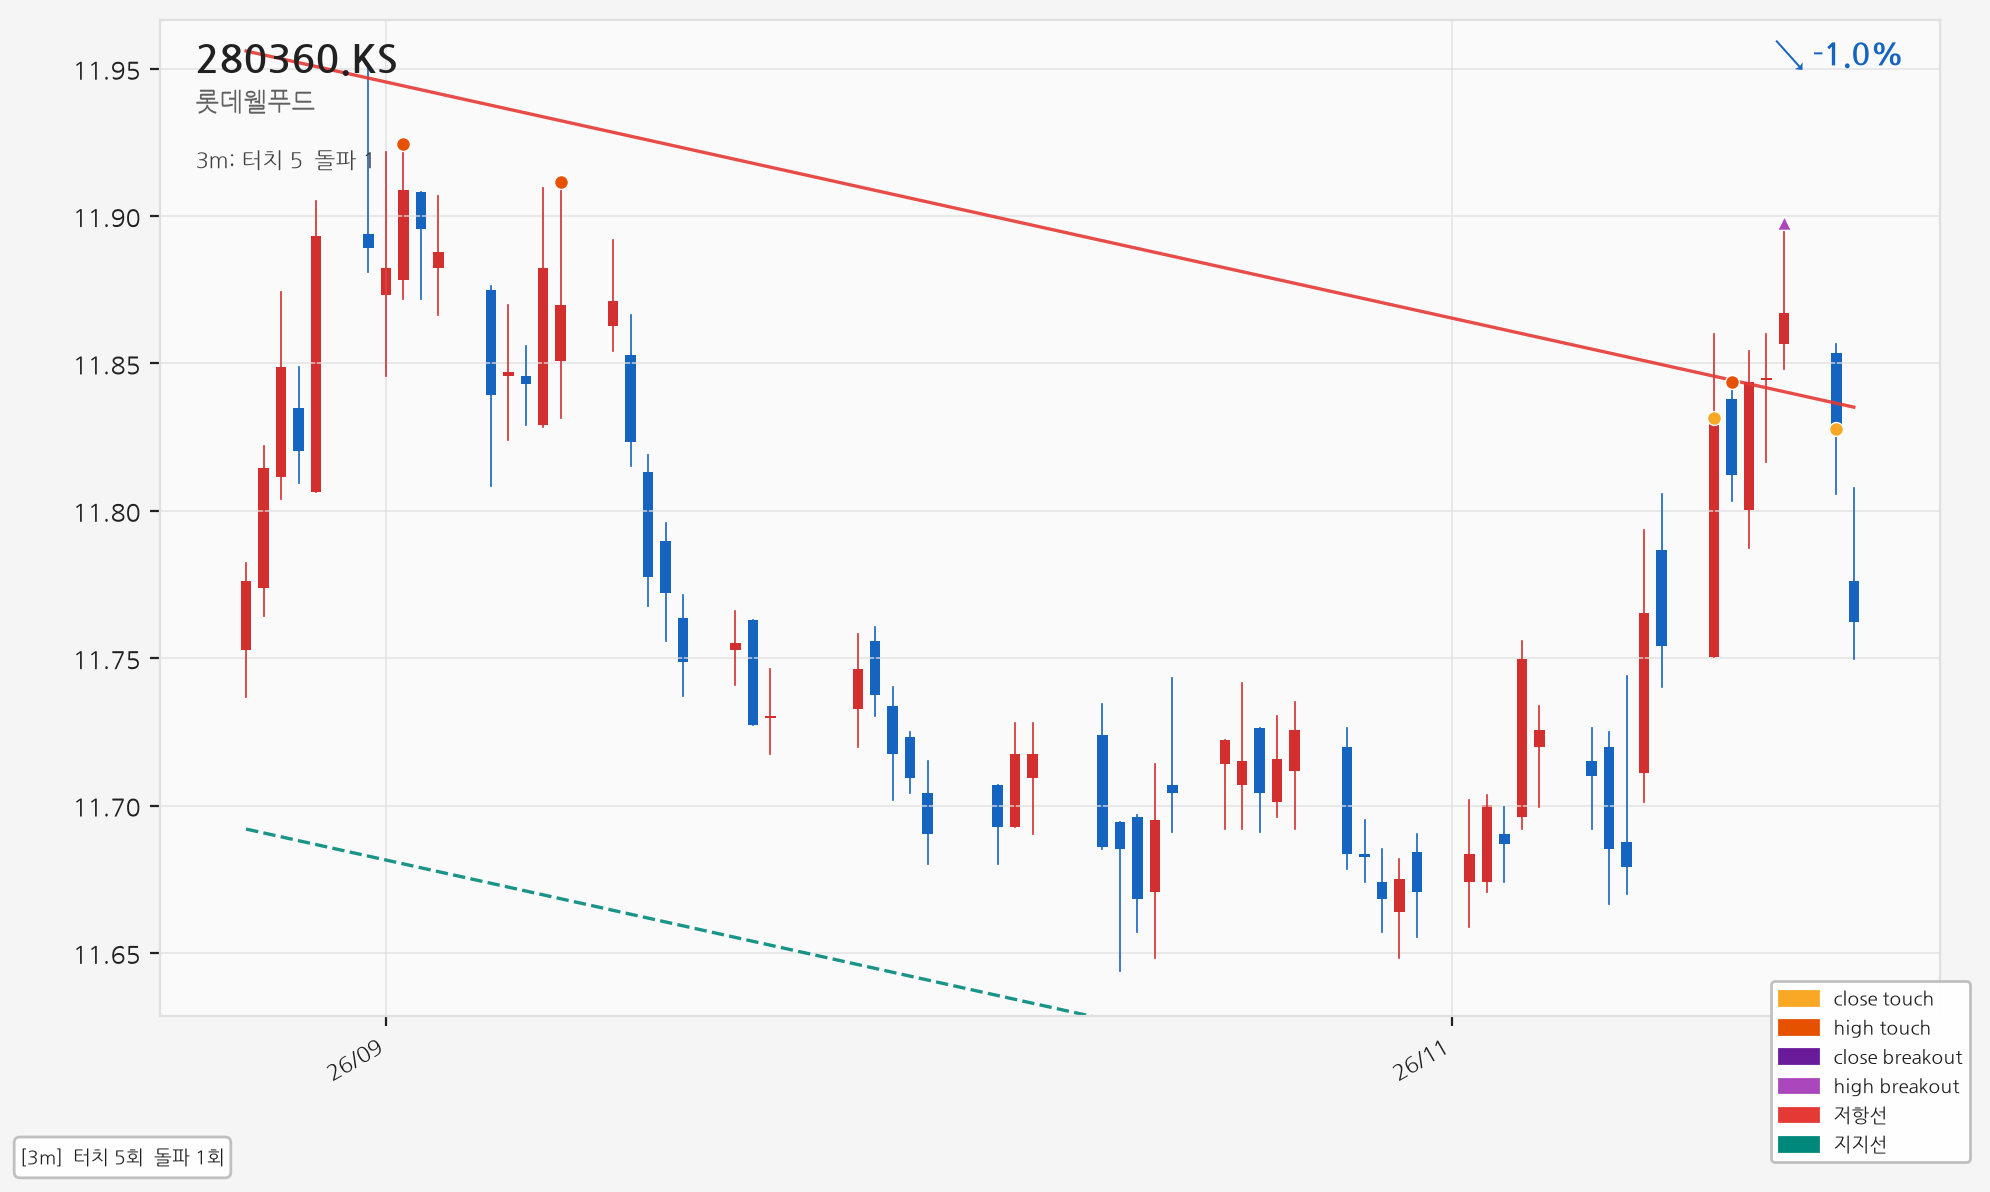 280360.KS
롯데웰푸드
3m: 터치 5 돌파 1
↘ -1.0%
11.95
11.90
11.85
11.80
11.75
11.70
11.65
26/09
26/11
close touch
high touch
close breakout
high breakout
저항선
지지선
[3m] 터치 5회 돌파 1회